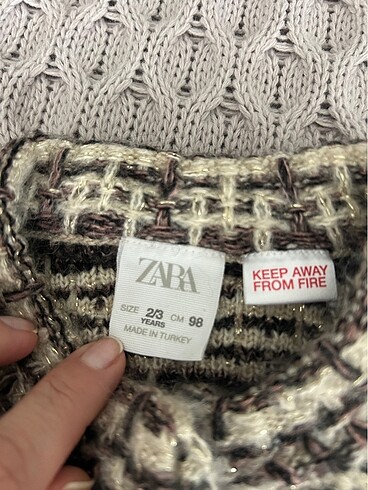 ZARA
SIZE 2/3 YEARS CM 98
MADE IN TURKEY
KEEP AWAY
FROM FIRE